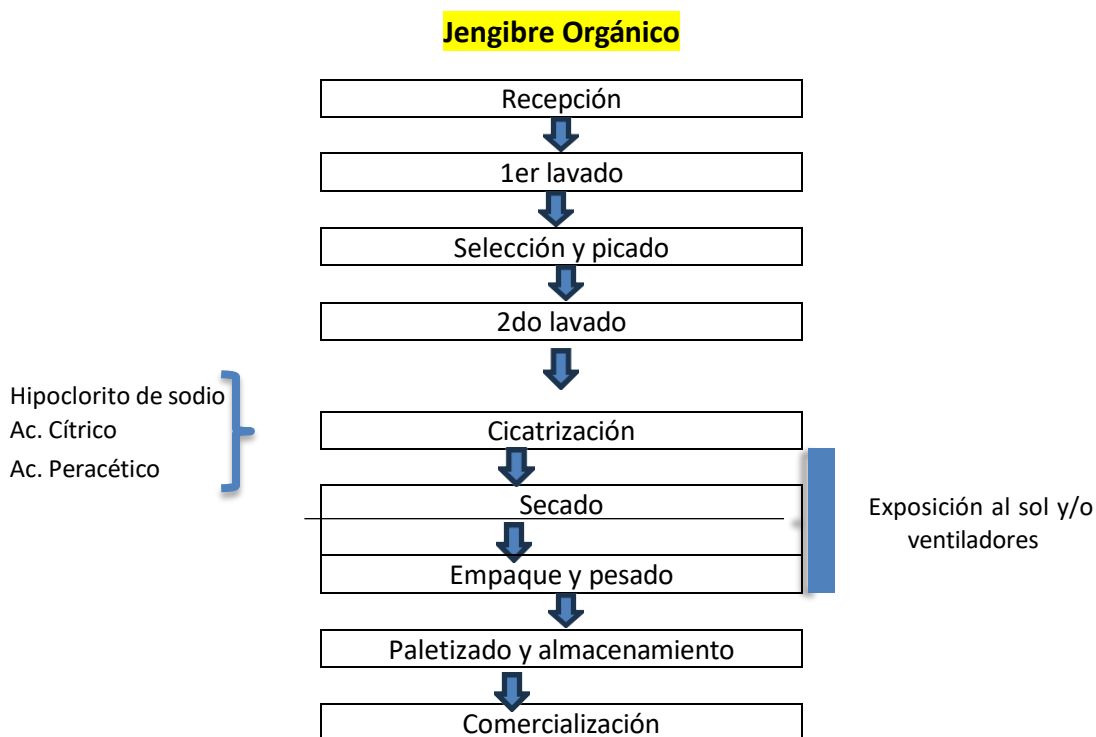 Jengibre Orgánico
Recepción
1er lavado
Selección y picado
2do lavado
Hipoclorito de sodio
Ac. Cítrico
Ac. Peracético
Cicatrización
Secado
Exposición al sol y/o
ventiladores
Empaque y pesado
Paletizado y almacenamiento
Comercialización